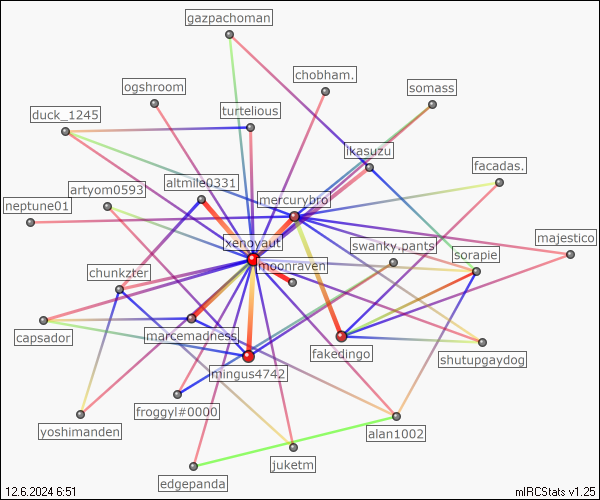 gazpachoman
chobham.
ogshroom
somass
duck_1245
turtelious
ikasuzu
facadas.
altmile0331
artyom0593
mercurybro
neptune01
majestico
xenoyaut
swanky.pants
sorapie
moonraven
chunkzter
capsador
marcemadness
fakedingo
shutupgaydog
mingus4742
froggyl#0000
yoshimanden
alan1002
juketm
edgepanda
12.6.2024 6:51
mIRCStats v1.25